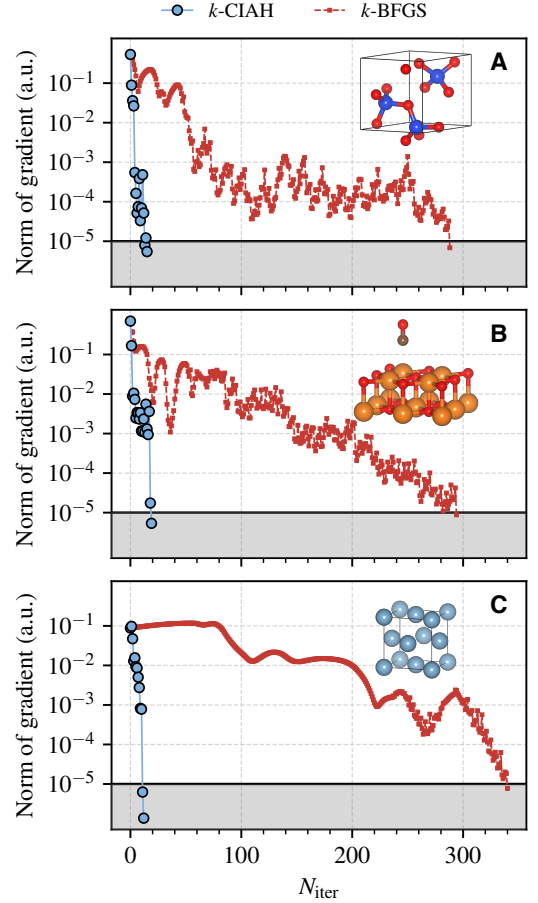 k-CIAH k-BFGS
A
Norm of gradient (a.u.)
10⁻¹
10⁻²
10⁻³
10⁻⁴
10⁻⁵
B
Norm of gradient (a.u.)
10⁻¹
10⁻²
10⁻³
10⁻⁴
10⁻⁵
C
Norm of gradient (a.u.)
10⁻¹
10⁻²
10⁻³
10⁻⁴
10⁻⁵
0 100 200 300
N_iter